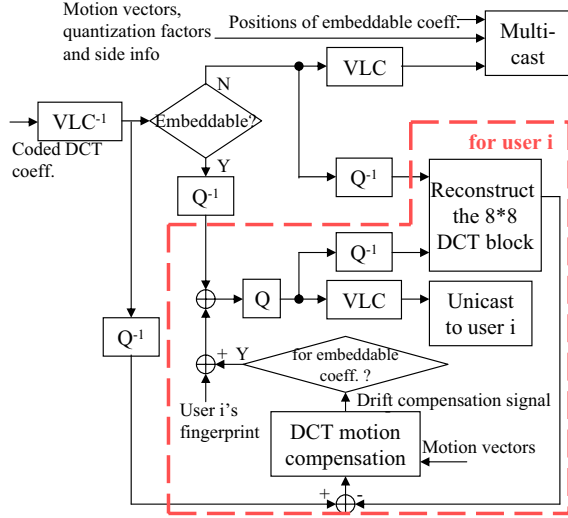 Motion vectors,
quantization factors
and side info
Positions of embeddable coeff.
Multi-
cast
N
VLC
VLC-1
Embeddable?
Coded DCT
coeff.
for user i
Y
Q-1
Q-1
Reconstruct
the 8*8
DCT block
Q-1
Q
VLC
Unicast
to user i
Q-1
+
Y
for embeddable
coeff. ?
User i's
fingerprint
Drift compensation signal
DCT motion
compensation
Motion vectors
+
-